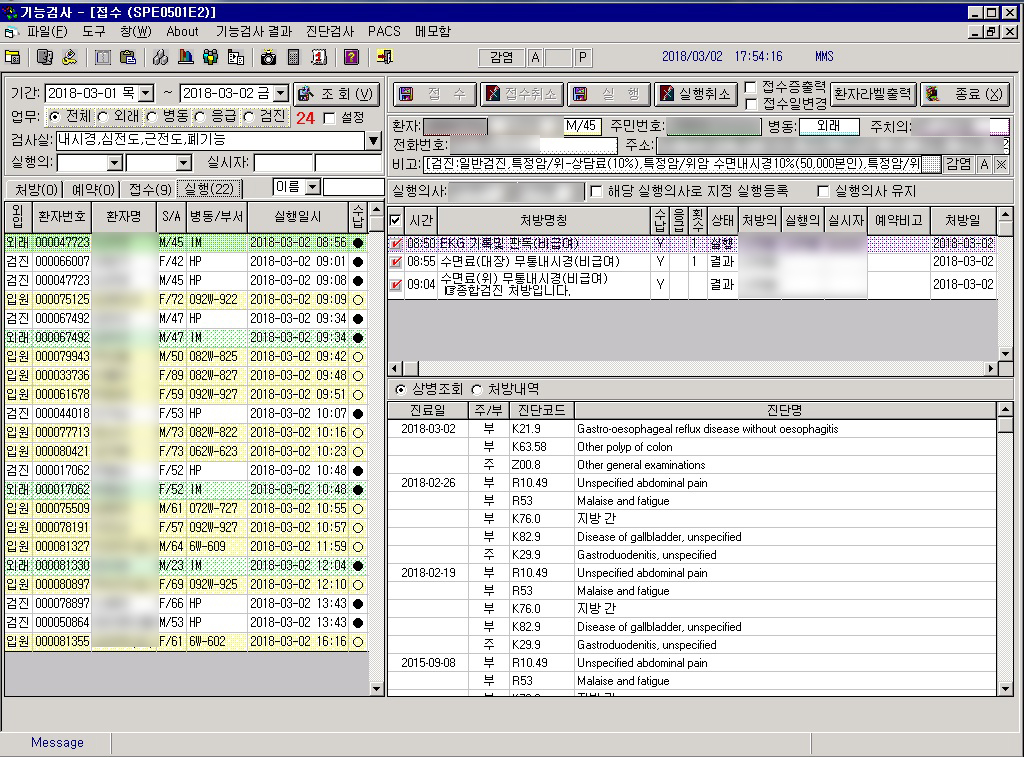 기능검사 - [접수 (SPE0501E2)]
파일(F) 도구 창(W) About 기능검사 결과 진단검사 PACS 메모함
감염 A P 2018/03/02 17:54:16 MMS
기간: 2018-03-01 목 ~ 2018-03-02 금 조 회 (V)
업무: 전체 외래 병동 응급 검진 24 설정
검사실: 내시경,심전도,근전도,폐기능
실행의: 실시자:
처방(0) 예약(0) 접수(9) 실행(22) 이름
외입 환자번호 환자명 S/A 병동/부서 실행일시 수납
외래 000047723 M/45 IM 2018-03-02 08:56
검진 000066007 F/42 HP 2018-03-02 09:01
검진 000047723 M/45 HP 2018-03-02 09:08
입원 000075125 F/72 092W-922 2018-03-02 09:09
검진 000067492 M/47 HP 2018-03-02 09:34
외래 000067492 M/47 IM 2018-03-02 09:34
입원 000079943 M/50 082W-825 2018-03-02 09:42
입원 000033736 F/89 082W-827 2018-03-02 09:48
입원 000061678 F/59 092W-927 2018-03-02 09:51
검진 000044018 F/53 HP 2018-03-02 10:07
입원 000077713 M/73 082W-822 2018-03-02 10:16
입원 000080421 F/73 062W-623 2018-03-02 10:23
검진 000017062 F/52 HP 2018-03-02 10:48
외래 000017062 F/52 IM 2018-03-02 10:48
입원 000075509 M/61 072W-727 2018-03-02 10:55
입원 000078191 F/57 092W-927 2018-03-02 10:57
입원 000081327 M/64 6W-609 2018-03-02 11:59
외래 000081330 M/23 IM 2018-03-02 12:04
입원 000080897 F/69 092W-925 2018-03-02 12:10
검진 000078897 F/66 HP 2018-03-02 13:43
검진 000050864 M/53 HP 2018-03-02 13:43
입원 000081355 F/61 6W-602 2018-03-02 16:16
접 수 접수취소 실 행 실행취소 접수증출력 접수일변경 환자라벨출력 종료 (X)
환자: M/45 주민번호: 병동: 외래 주치의:
전화번호: 주소: 2
비고: [검진:일반검진,특정암/위-상담료(10%),특정암/위암 수면내시경10%(50,000본인),특정암/위 감염 A X
실행의사: 해당 실행의사로 지정 실행등록 실행의사 유지
시간 처방명칭 수납 응급 횟수 상태 처방의 실행의 실시자 예약비고 처방일
08:50 EKG 기록및 판독(비급여) Y 1 실행 2018-03-02
08:55 수면료(대장) 무통내시경(비급여) Y 1 결과 2018-03-02
09:04 수면료(위) 무통내시경(비급여) Y 결과 2018-03-02
☞종합검진 처방입니다.
상병조회 처방내역
진료일 주/부 진단코드 진단명
2018-03-02 부 K21.9 Gastro-oesophageal reflux disease without oesophagitis
부 K63.58 Other polyp of colon
주 Z00.8 Other general examinations
2018-02-26 부 R10.49 Unspecified abdominal pain
부 R53 Malaise and fatigue
부 K76.0 지방 간
부 K82.9 Disease of gallbladder, unspecified
주 K29.9 Gastroduodenitis, unspecified
2018-02-19 부 R10.49 Unspecified abdominal pain
부 R53 Malaise and fatigue
부 K76.0 지방 간
부 K82.9 Disease of gallbladder, unspecified
주 K29.9 Gastroduodenitis, unspecified
2015-09-08 부 R10.49 Unspecified abdominal pain
부 R53 Malaise and fatigue
Message